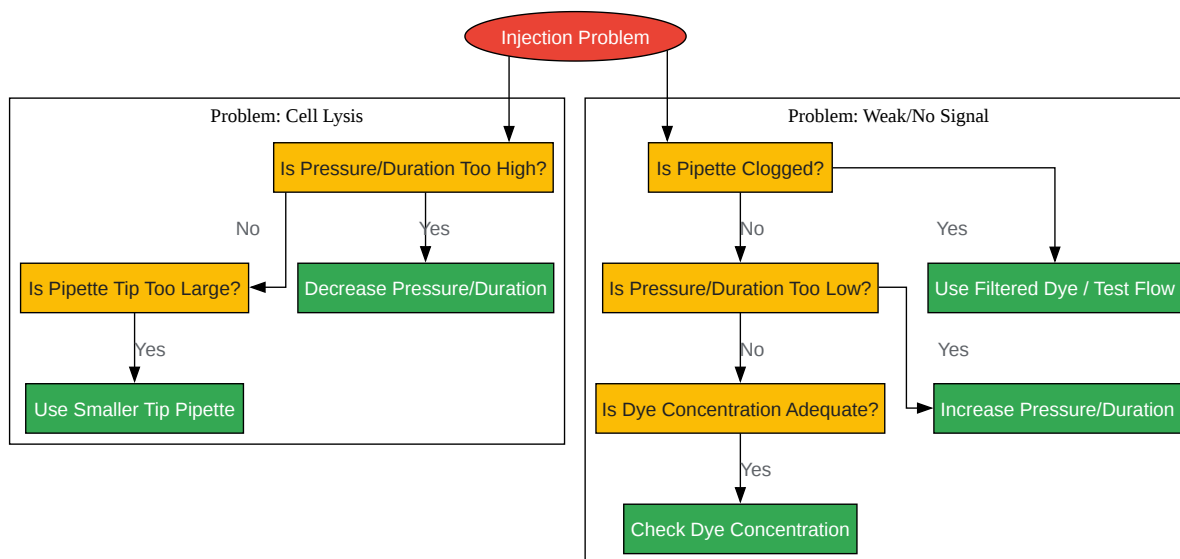 Injection Problem
Problem: Cell Lysis
Problem: Weak/No Signal
Is Pressure/Duration Too High?
Is Pipette Clogged?
No
Yes
No
Yes
Is Pipette Tip Too Large?
Decrease Pressure/Duration
Is Pressure/Duration Too Low?
Use Filtered Dye / Test Flow
Yes
No
Yes
Use Smaller Tip Pipette
Is Dye Concentration Adequate?
Increase Pressure/Duration
Yes
Check Dye Concentration